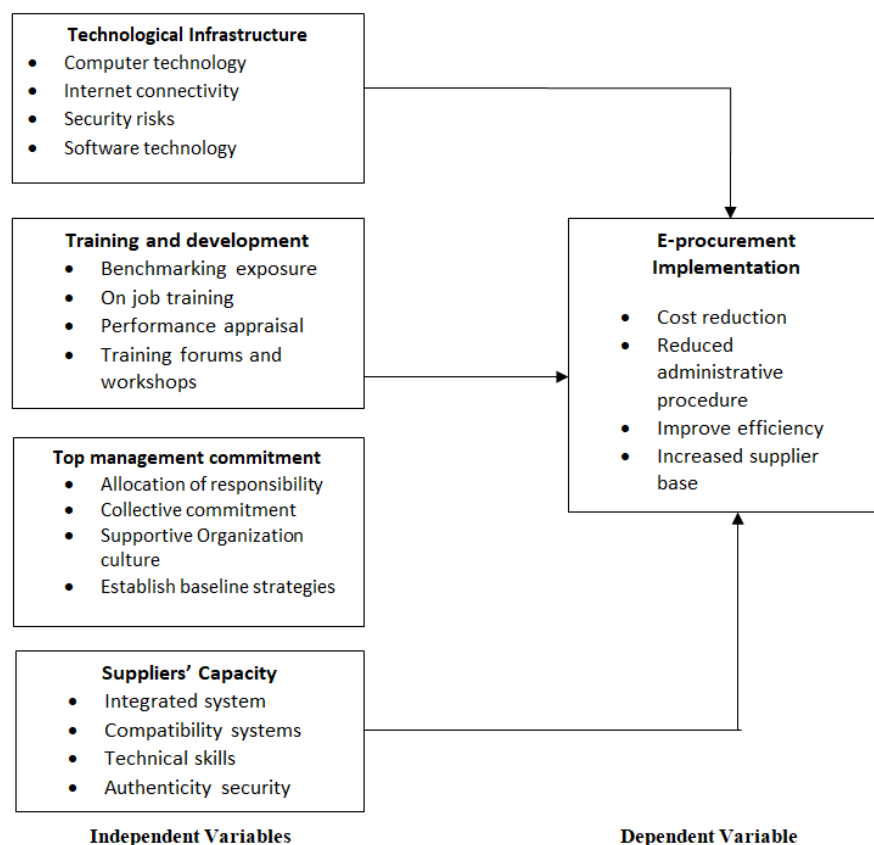 Technological Infrastructure
• Computer technology
• Internet connectivity
• Security risks
• Software technology
Training and development
• Benchmarking exposure
• On job training
• Performance appraisal
• Training forums and
workshops
Top management commitment
• Allocation of responsibility
• Collective commitment
• Supportive Organization
culture
• Establish baseline strategies
Suppliers’ Capacity
• Integrated system
• Compatibility systems
• Technical skills
• Authenticity security
Independent Variables
E-procurement
Implementation
• Cost reduction
• Reduced
administrative
procedure
• Improve efficiency
• Increased supplier
base
Dependent Variable